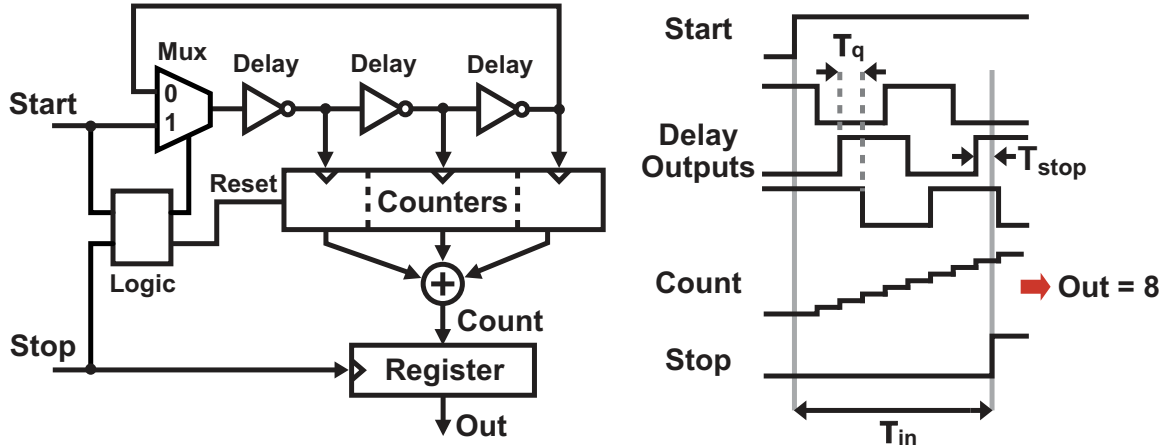 Mux
Delay
Delay
Delay
0
1
Start
Reset
Counters
Logic
+
Count
Stop
Register
Out
Start
Tq
Delay
Outputs
Tstop
Count
Out = 8
Stop
Tin